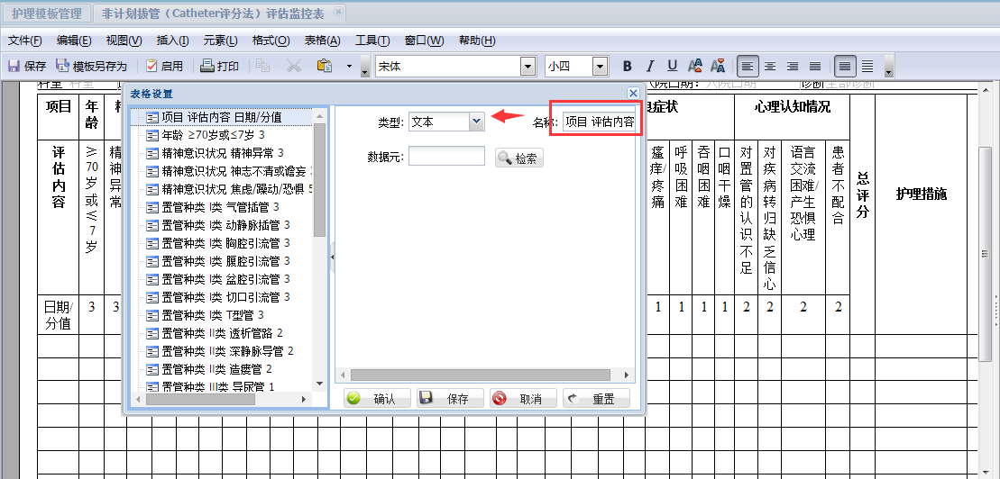 护理模板管理 非计划拔管（Catheter评分法）评估监控表
文件(F) 编辑(E) 视图(V) 插入(I) 元素(L) 格式(O) 表格(A) 工具(T) 窗口(W) 帮助(H)
保存 模板另存为 启用 打印 宋体 小四 B I U
科室 科室 入院日期: 入院日期 诊断 全部诊断
表格设置
项目 评估内容 日期/分值
年龄 ≥70岁或≤7岁 3
精神意识状况 精神异常 3
精神意识状况 神志不清或谵妄 3
精神意识状况 焦虑/躁动/恐惧 5
置管种类 I类 气管插管 3
置管种类 I类 动静脉插管 3
置管种类 I类 胸腔引流管 3
置管种类 I类 腹腔引流管 3
置管种类 I类 盆腔引流管 3
置管种类 I类 切口引流管 3
置管种类 I类 T型管 3
置管种类 II类 透析管路 2
置管种类 II类 深静脉导管 2
置管种类 II类 造瘘管 2
置管种类 III类 导尿管 1
类型: 文本 名称: 项目 评估内容
数据元: 检索
确认 保存 取消 重置
项目 年龄 精 症状 心理认知情况
评估内容
≥70岁或≤7岁
精神异常
瘙痒/疼痛
呼吸困难
吞咽困难
口咽干燥
对置管的认识不足
对疾病转归缺乏信心
语言交流困难/产生恐惧心理
患者不配合
总评分
护理措施
日期/分值 3 3 1 1 1 1 2 2 2 2